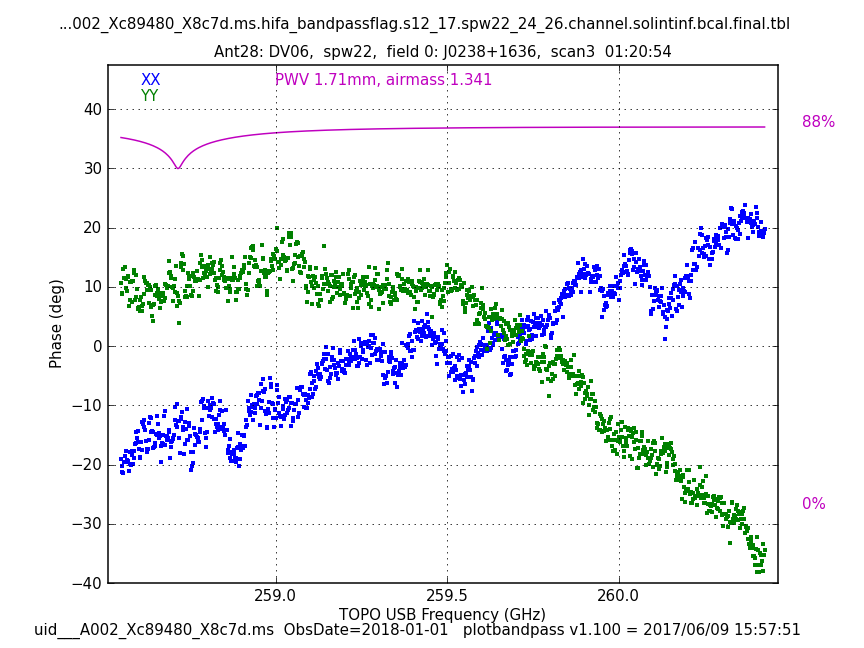 ...002_Xc89480_X8c7d.ms.hifa_bandpassflag.s12_17.spw22_24_26.channel.solintinf.bcal.final.tbl
Ant28: DV06,  spw22,  field 0: J0238+1636,  scan3  01:20:54
XX
PWV 1.71mm, airmass 1.341
YY
88%
0%
Phase (deg)
40
30
20
10
0
−10
−20
−30
−40
259.0
259.5
260.0
TOPO USB Frequency (GHz)
uid___A002_Xc89480_X8c7d.ms  ObsDate=2018-01-01   plotbandpass v1.100 = 2017/06/09 15:57:51